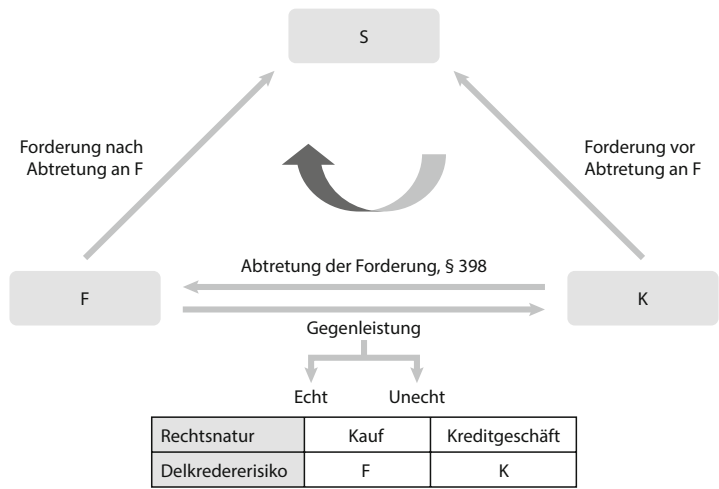 S
Forderung nach
Abtretung an F
Forderung vor
Abtretung an F
Abtretung der Forderung, § 398
F
K
Gegenleistung
Echt
Unecht
Rechtsnatur Kauf Kreditgeschäft
Delkredererisiko F K